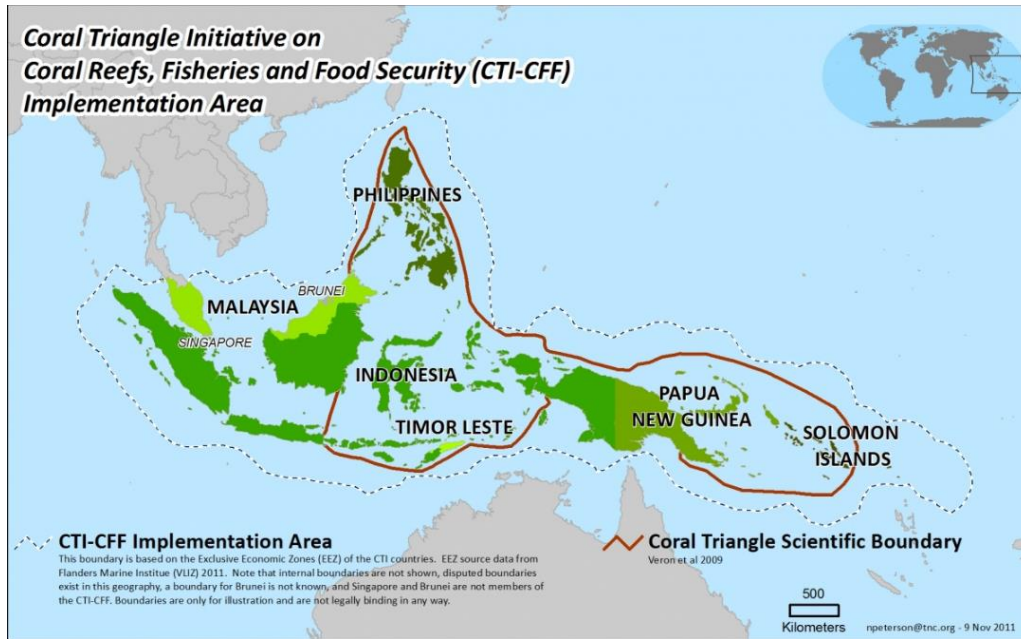 Coral Triangle Initiative on
Coral Reefs, Fisheries and Food Security (CTI-CFF)
Implementation Area
PHILIPPINES
BRUNEI
MALAYSIA
SINGAPORE
INDONESIA
PAPUA
NEW GUINEA
TIMOR LESTE
SOLOMON
ISLANDS
CTI-CFF Implementation Area
This boundary is based on the Exclusive Economic Zones (EEZ) of the CTI countries. EEZ source data from
Flanders Marine Institue (VLIZ) 2011. Note that internal boundaries are not shown, disputed boundaries
exist in this geography, a boundary for Brunei is not known, and Singapore and Brunei are not members of
the CTI-CFF. Boundaries are only for illustration and are not legally binding in any way.
Coral Triangle Scientific Boundary
Veron et al 2009
500
Kilometers
npeterson@tnc.org - 9 Nov 2011